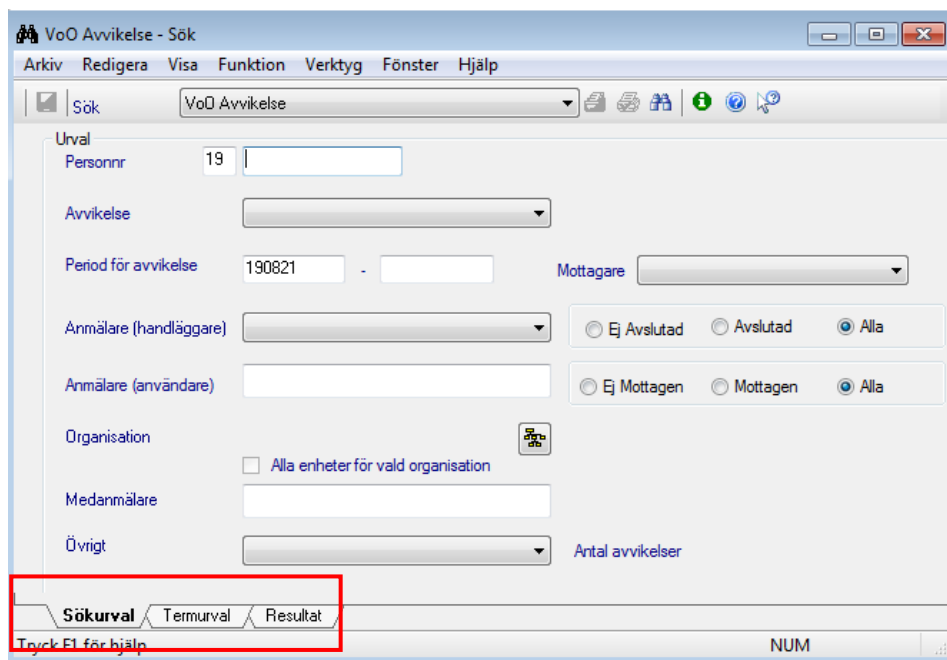 VoO Avvikelse - Sök
Arkiv Redigera Visa Funktion Verktyg Fönster Hjälp
Sök VoO Avvikelse
Urval
Personnr 19
Avvikelse
Period för avvikelse 190821 - Mottagare
Anmälare (handläggare) Ej Avslutad Avslutad Alla
Anmälare (användare) Ej Mottagen Mottagen Alla
Organisation
Alla enheter för vald organisation
Medanmälare
Övrigt Antal avvikelser
Sökurval Termurval Resultat
Tryck F1 för hjälp NUM